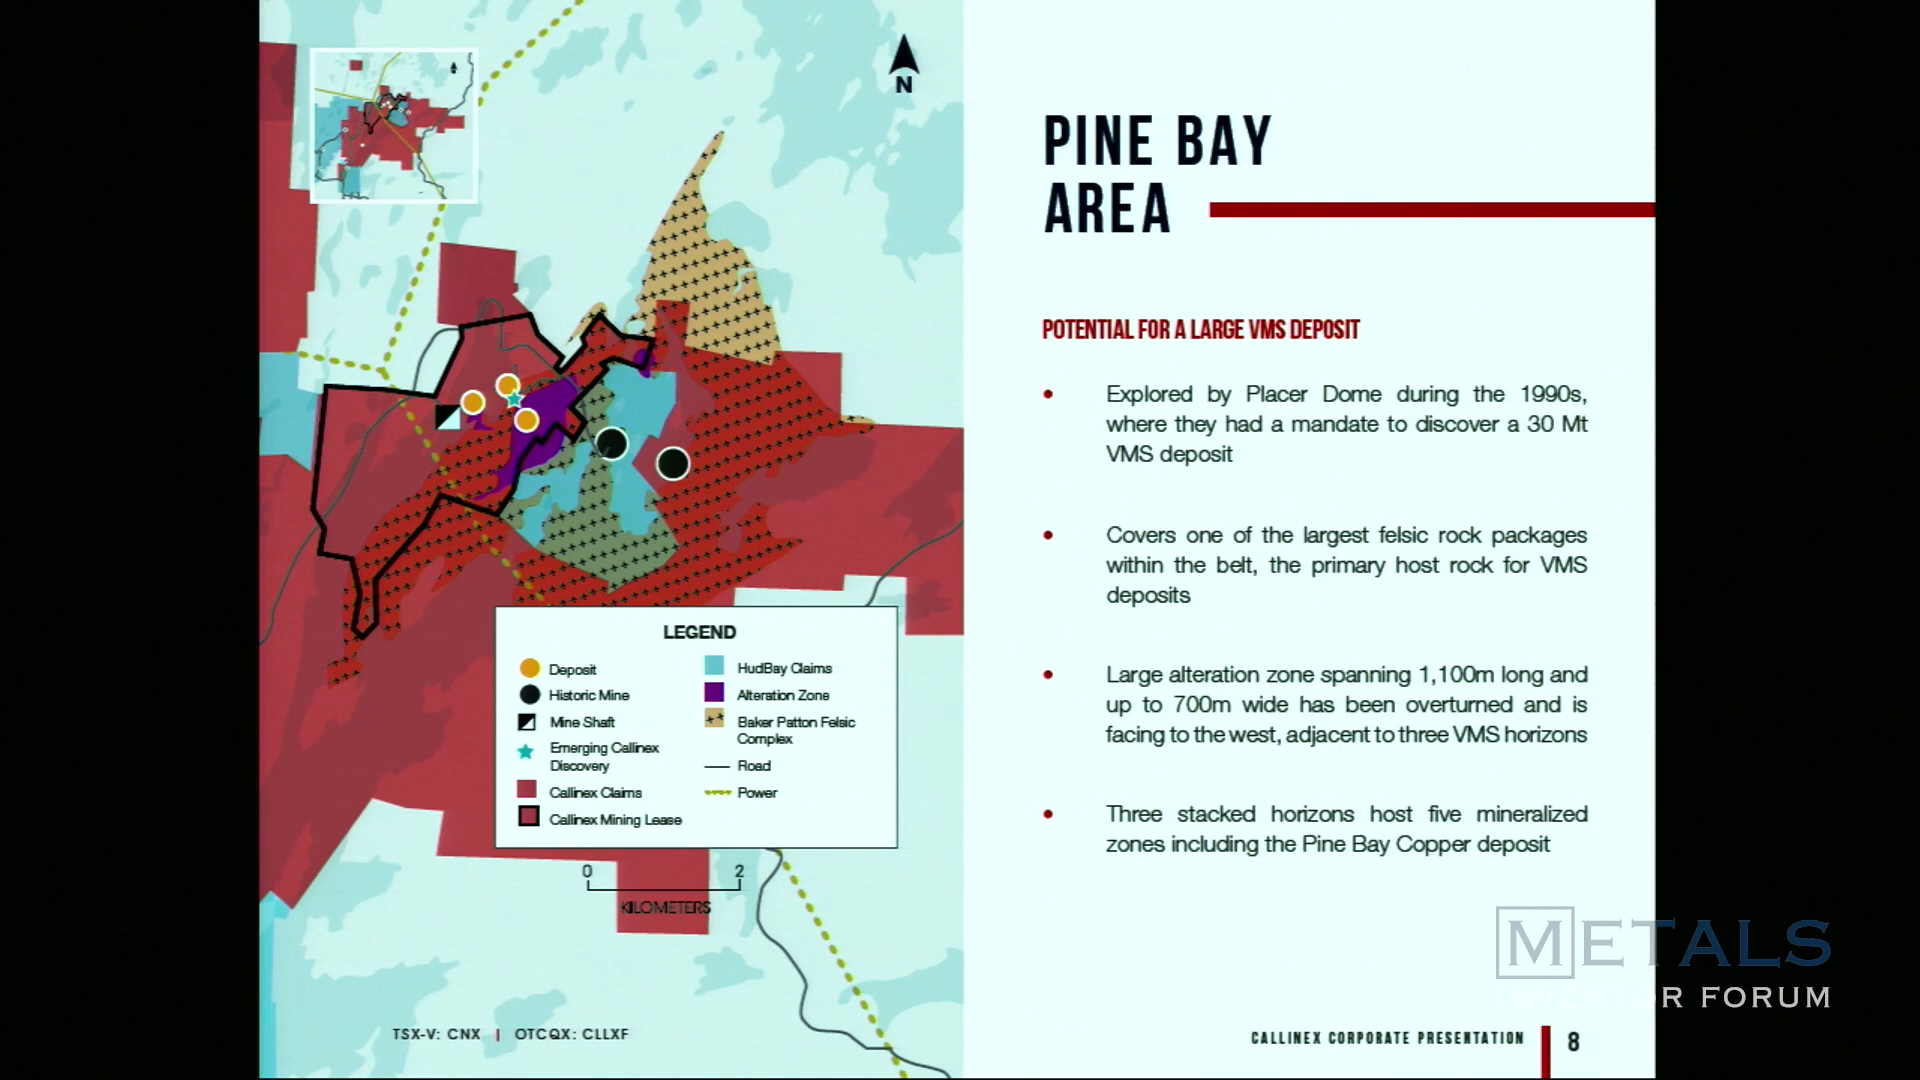 N
PINE BAY
AREA
POTENTIAL FOR A LARGE VMS DEPOSIT
• Explored by Placer Dome during the 1990s,
where they had a mandate to discover a 30 Mt
VMS deposit
• Covers one of the largest felsic rock packages
within the belt, the primary host rock for VMS
deposits
• Large alteration zone spanning 1,100m long and
up to 700m wide has been overturned and is
facing to the west, adjacent to three VMS horizons
• Three stacked horizons host five mineralized
zones including the Pine Bay Copper deposit
LEGEND
Deposit
Historic Mine
Mine Shaft
Emerging Callinex
Discovery
Callinex Claims
Callinex Mining Lease
HudBay Claims
Alteration Zone
Baker Patton Felsic
Complex
Road
Power
0 2
KILOMETERS
TSX-V: CNX | OTCQX: CLLXF
CALLINEX CORPORATE PRESENTATION 8
METALS
INVESTOR FORUM